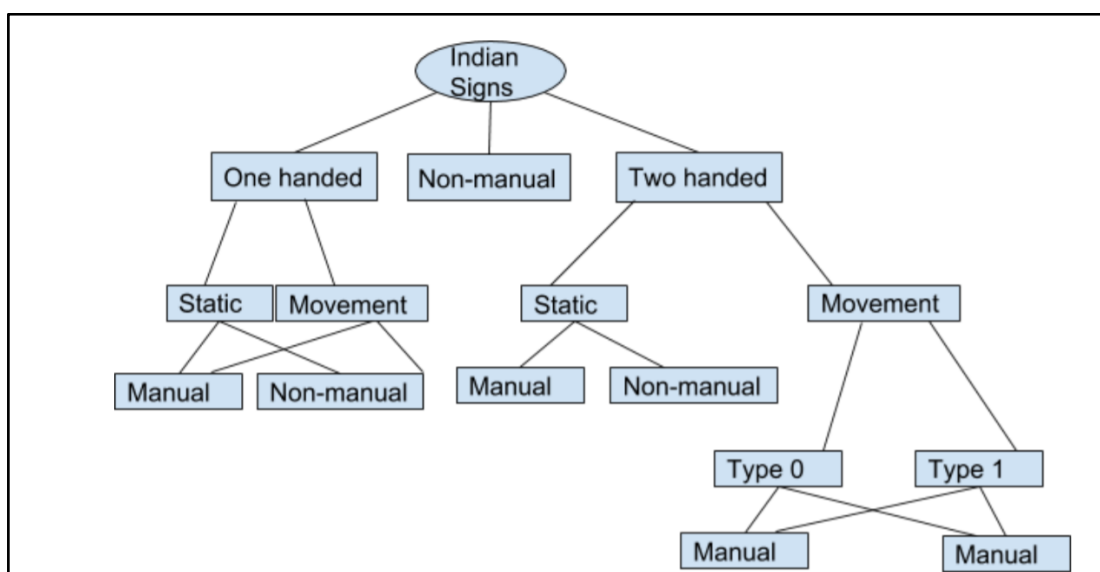 Indian
Signs
One handed
Non-manual
Two handed
Static
Movement
Static
Movement
Manual
Non-manual
Manual
Non-manual
Type 0
Type 1
Manual
Manual